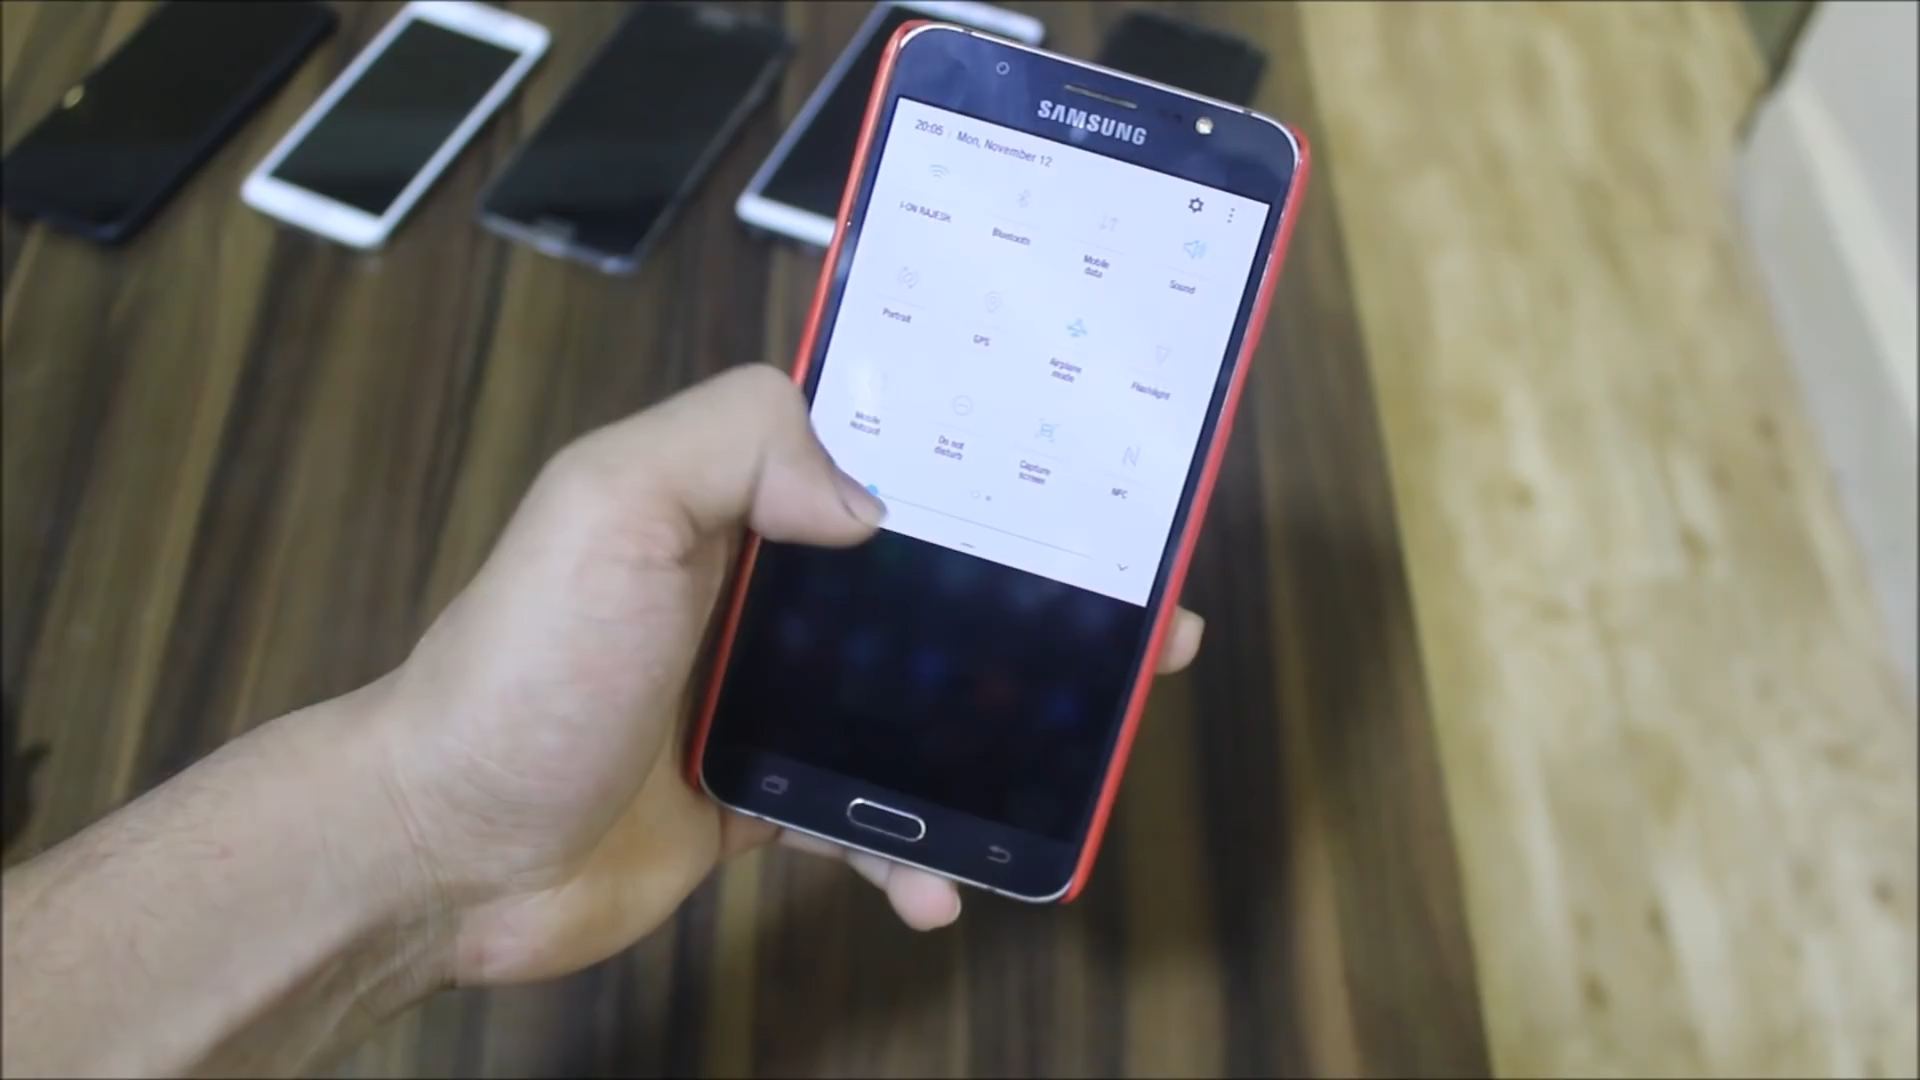 SAMSUNG
20:05 Mon, November 12
I-ON RAJESH
Bluetooth
Mobile
data
Sound
Portrait
GPS
Airplane
mode
Flashlight
Mobile
Hotspot
Do not
disturb
Capture
screen
NFC